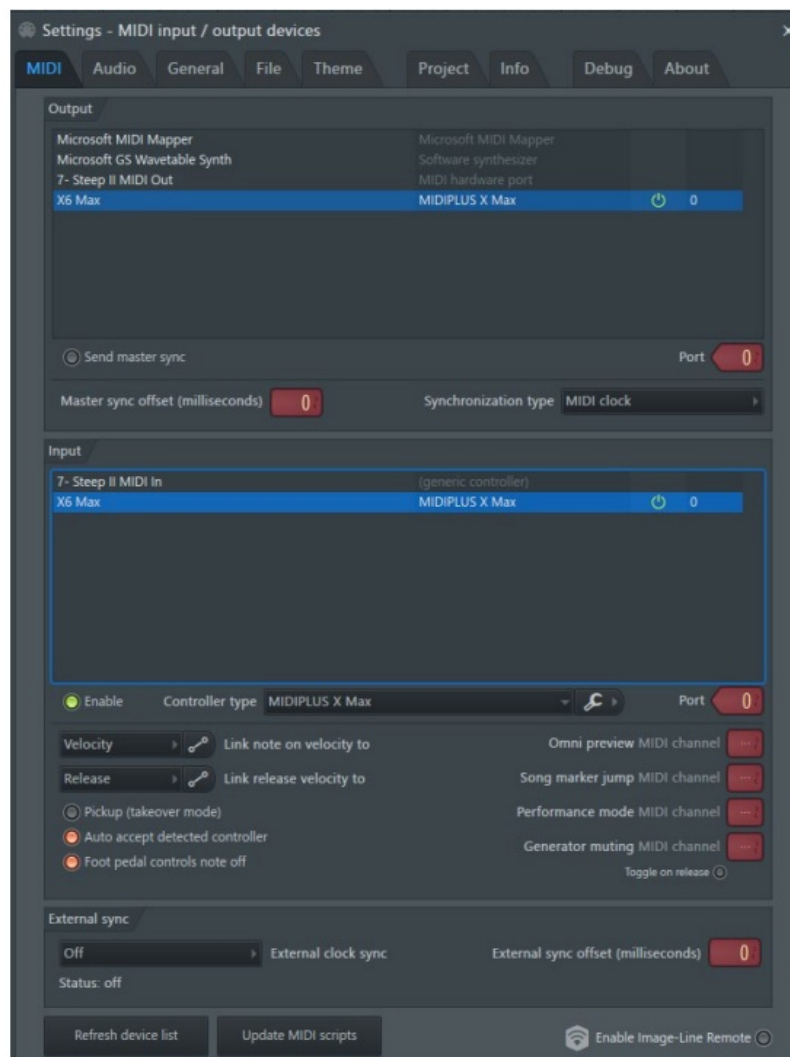 Settings - MIDI input / output devices
MIDI Audio General File Theme Project Info Debug About
Output
Microsoft MIDI Mapper Microsoft MIDI Mapper
Microsoft GS Wavetable Synth Software synthesizer
7- Steep II MIDI Out MIDI hardware port
X6 Max MIDIPLUS X Max 0
Send master sync Port 0
Master sync offset (milliseconds) 0 Synchronization type MIDI clock
Input
7- Steep II MIDI In (generic controller)
X6 Max MIDIPLUS X Max 0
Enable Controller type MIDIPLUS X Max Port 0
Velocity Link note on velocity to Omni preview MIDI channel ---
Release Link release velocity to Song marker jump MIDI channel ---
Pickup (takeover mode) Performance mode MIDI channel ---
Auto accept detected controller
Generator muting MIDI channel ---
Foot pedal controls note off
Toggle on release
External sync
Off External clock sync External sync offset (milliseconds) 0
Status: off
Refresh device list Update MIDI scripts Enable Image-Line Remote